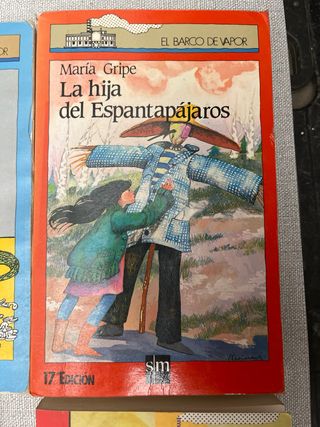 EL BARCO DE VAPOR
María Gripe
La hija
del Espantapájaros
17ª EDICIÓN
sm